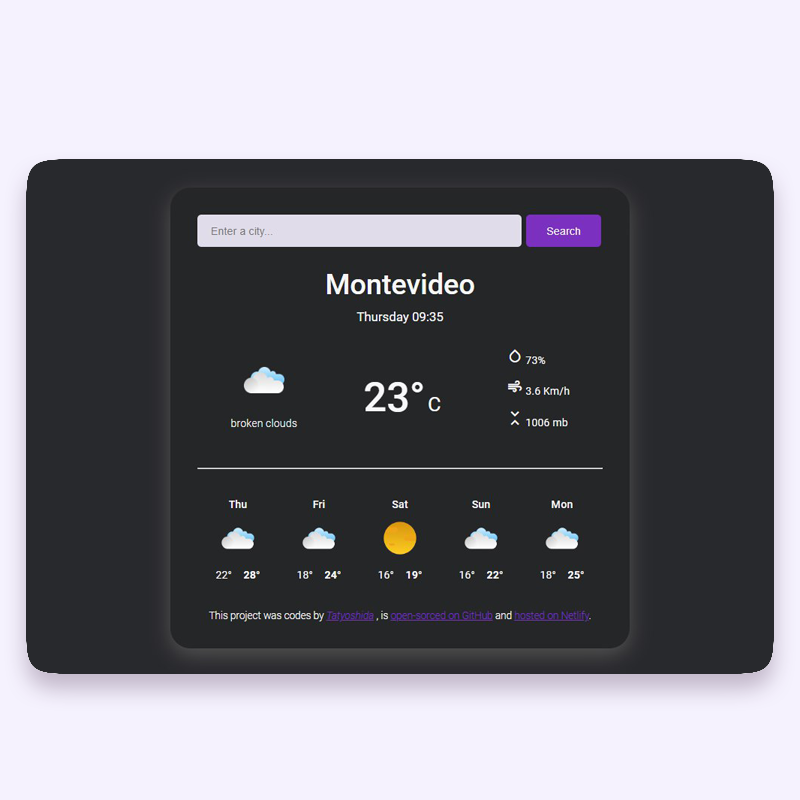 Enter a city... Search
Montevideo
Thursday 09:35
73%
23° C
3.6 Km/h
broken clouds
1006 mb
Thu Fri Sat Sun Mon
22° 28° 18° 24° 16° 19° 16° 22° 18° 25°
This project was codes by Tatyoshida , is open-sorced on GitHub and hosted on Netlify.